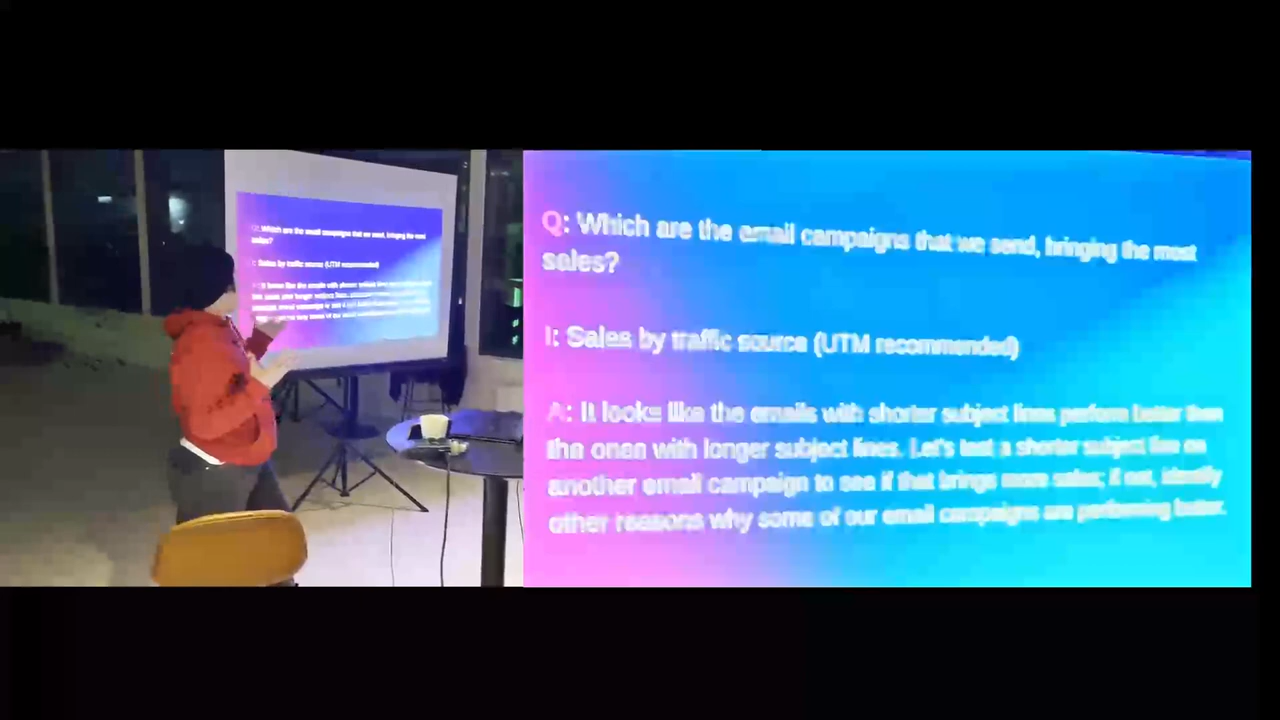 Q: Which are the email campaigns that we send, bringing the most
sales?
I: Sales by traffic source (UTM recommended)
A: It looks like the emails with shorter subject lines perform better than
the ones with longer subject lines. Let's test a shorter subject line on
another email campaign to see if that brings more sales; if not, identify
other reasons why some of our email campaigns are performing better.